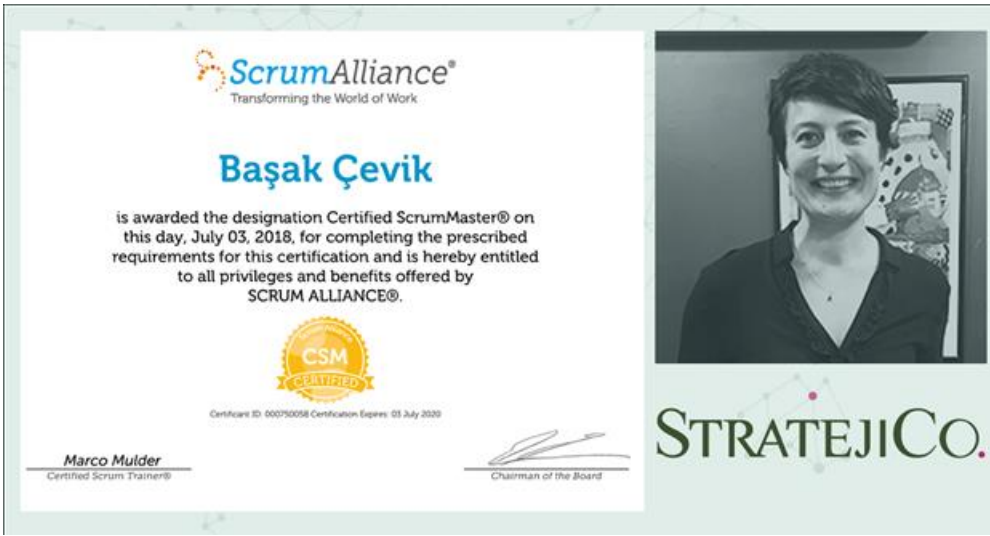 ScrumAlliance®
Transforming the World of Work
Başak Çevik
is awarded the designation Certified ScrumMaster® on
this day, July 03, 2018, for completing the prescribed
requirements for this certification and is hereby entitled
to all privileges and benefits offered by
SCRUM ALLIANCE®.
CSM
CERTIFIED
Certificant ID: 000750058 Certification Expires: 03 July 2020
Marco Mulder
Certified Scrum Trainer®
Chairman of the Board
STRATEJICO.